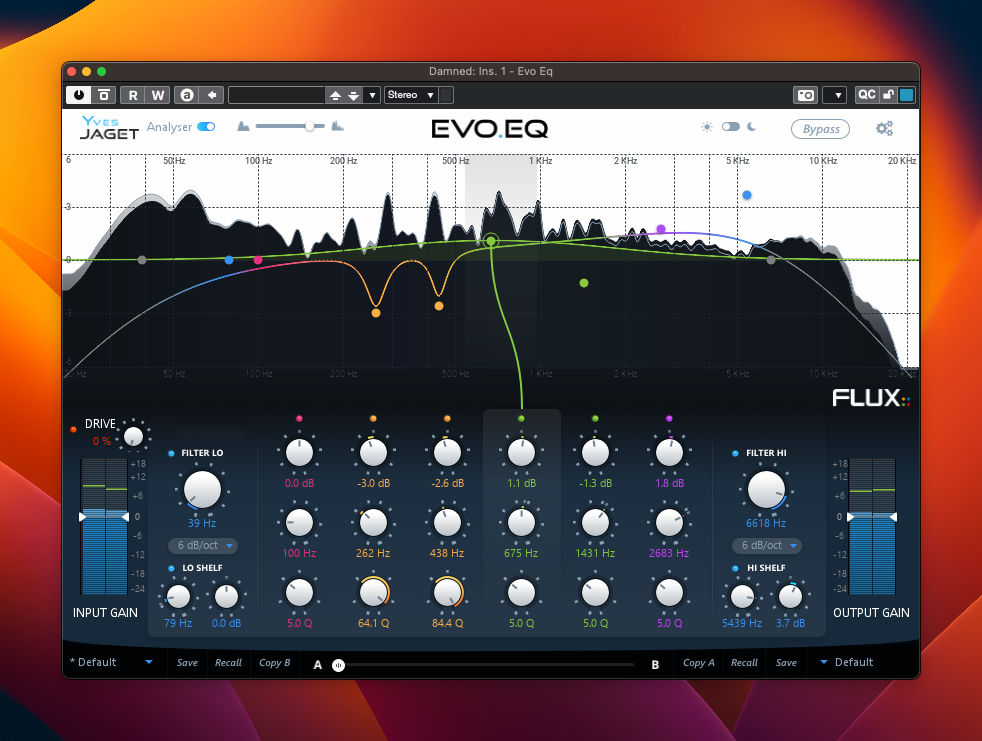 Damned: Ins. 1 - Evo Eq
R W a Stereo QC
Yves JAGET Analyser EVO.EQ Bypass
6 50Hz 100 Hz 200 Hz 500 Hz 1 KHz 2 KHz 5 KHz 10 KHz 20 KHz
3
0
-3
50 Hz 100 Hz 200 Hz 500 Hz 1 KHz 2 KHz 5 KHz 10 KHz 20 KHz
FLUX::
DRIVE
0 %
FILTER LO
39 Hz
6 dB/oct
LO SHELF
79 Hz 0.0 dB
+18
+12
+6
0
-6
-12
-18
-24
INPUT GAIN
0.0 dB -3.0 dB -2.6 dB 1.1 dB -1.3 dB 1.8 dB
100 Hz 262 Hz 438 Hz 675 Hz 1431 Hz 2683 Hz
5.0 Q 64.1 Q 84.4 Q 5.0 Q 5.0 Q 5.0 Q
FILTER HI
6618 Hz
6 dB/oct
HI SHELF
5439 Hz 3.7 dB
+18
+12
+6
0
-6
-12
-18
-24
OUTPUT GAIN
* Default Save Recall Copy B A B Copy A Recall Save Default